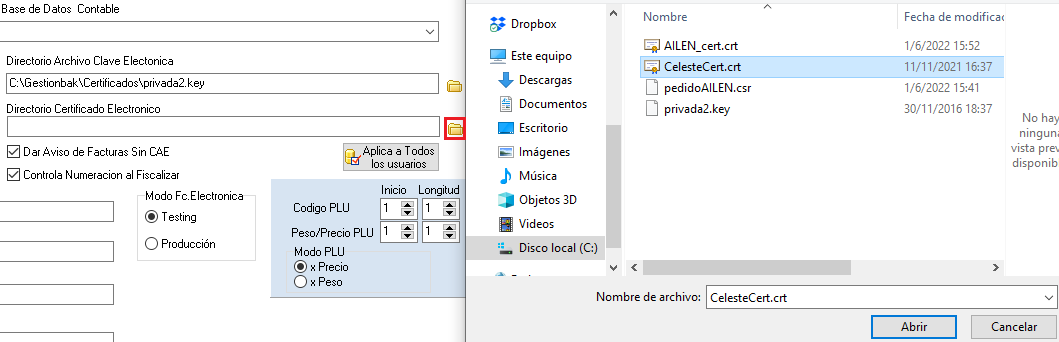 Base de Datos Contable
Directorio Archivo Clave Electonica
C:\Gestionbak\Certificados\privada2.key
Directorio Certificado Electronico
Dar Aviso de Facturas Sin CAE
Aplica a Todos
los usuarios
Controla Numeracion al Fiscalizar
Modo Fc.Electronica
Testing
Producción
Inicio Longitud
Codigo PLU 1 1
Peso/Precio PLU 1 1
Modo PLU
x Precio
x Peso
Dropbox
Este equipo
Descargas
Documentos
Escritorio
Imágenes
Música
Objetos 3D
Videos
Disco local (C:)
Nombre Fecha de modificac
AILEN_cert.crt 1/6/2022 15:52
CelesteCert.crt 11/11/2021 16:37
pedidoAILEN.csr 1/6/2022 15:41
privada2.key 30/11/2016 18:37
No hay
ninguna
vista prev
disponib
Nombre de archivo: CelesteCert.crt
Abrir Cancelar